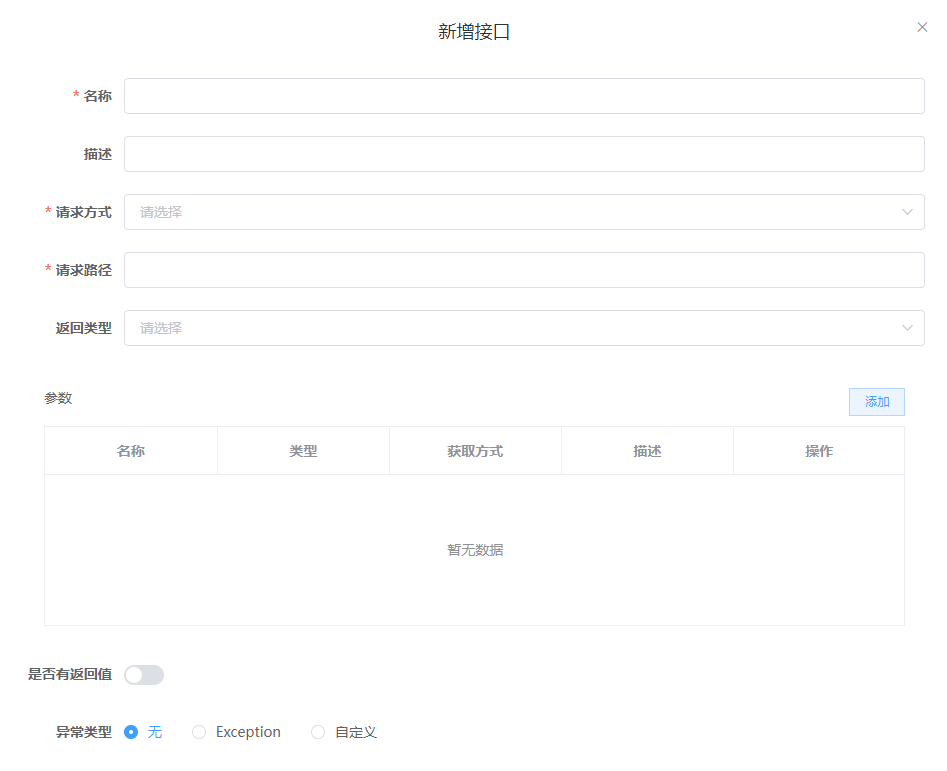 新增接口
* 名称
描述
* 请求方式 请选择
* 请求路径
返回类型 请选择
参数 添加
名称 类型 获取方式 描述 操作
暂无数据
是否有返回值
异常类型 无 Exception 自定义